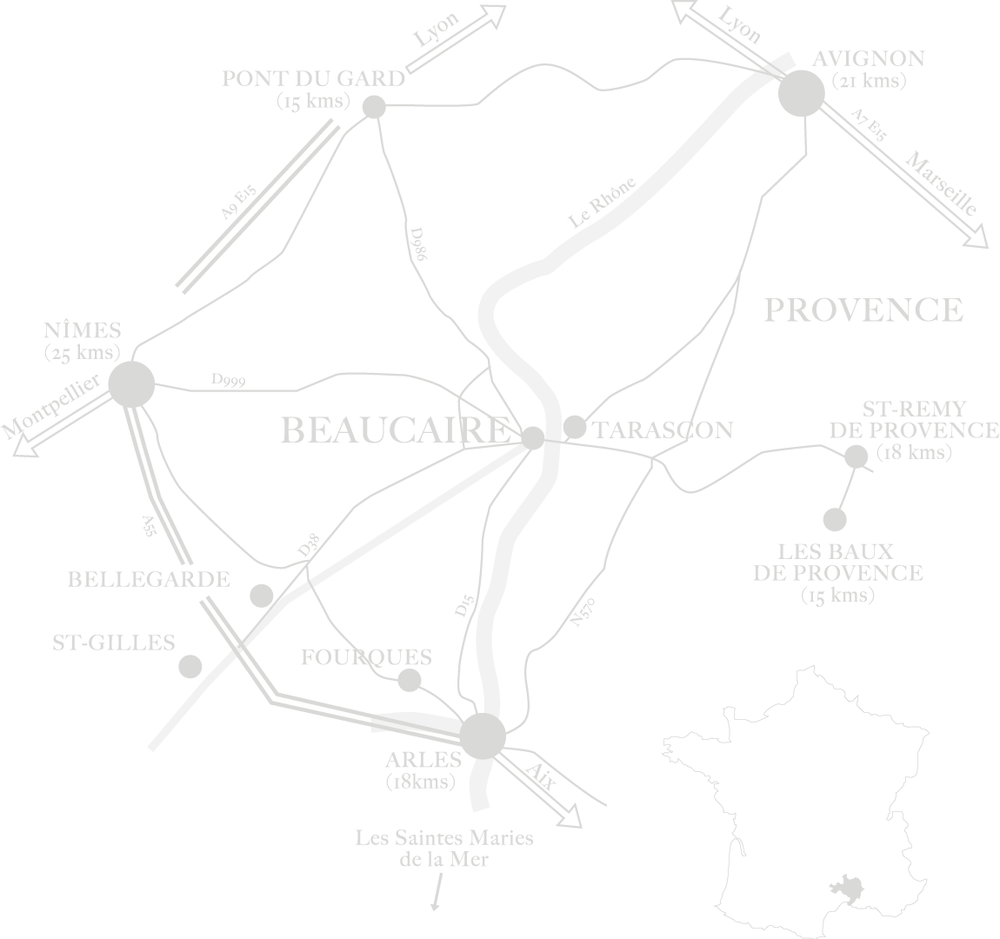 Lyon
Lyon
PONT DU GARD
(15 kms)
AVIGNON
(21 kms)
A7 E15
Marseille
A9 E15
Le Rhône
D986
PROVENCE
NÎMES
(25 kms)
Montpellier
D999
BEAUCAIRE
TARASCON
ST-REMY
DE PROVENCE
(18 kms)
A55
D38
LES BAUX
DE PROVENCE
(15 kms)
BELLEGARDE
D15
N570
ST-GILLES
FOURQUES
ARLES
(18kms)
Aix
Les Saintes Maries
de la Mer